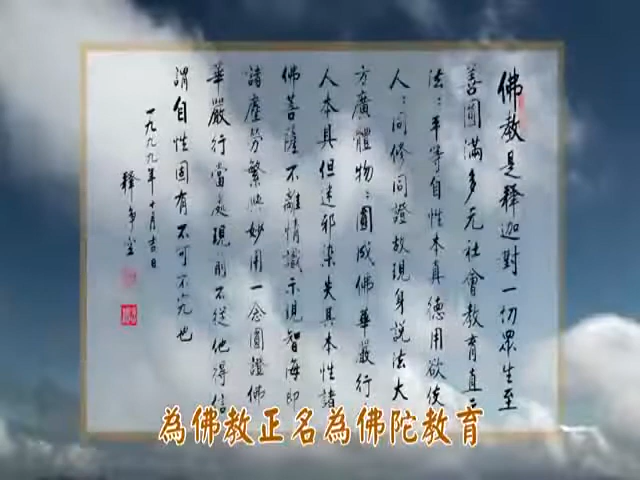 佛教是釋迦對一切眾生至
善圓滿多元社會教育直
法：平等自性本真德用欲俟
人：同修同證故現身說法大
方廣體物：圓成佛華嚴行
人本具但迷邪染失其本性諸
佛菩薩不離情識示現智海即
諸塵勞繁興妙用一念圓證佛
華嚴行當處現前不從他得信
謂自性固有不可不究也
一九九九年十月吉日
釋淨空
為佛教正名為佛陀教育